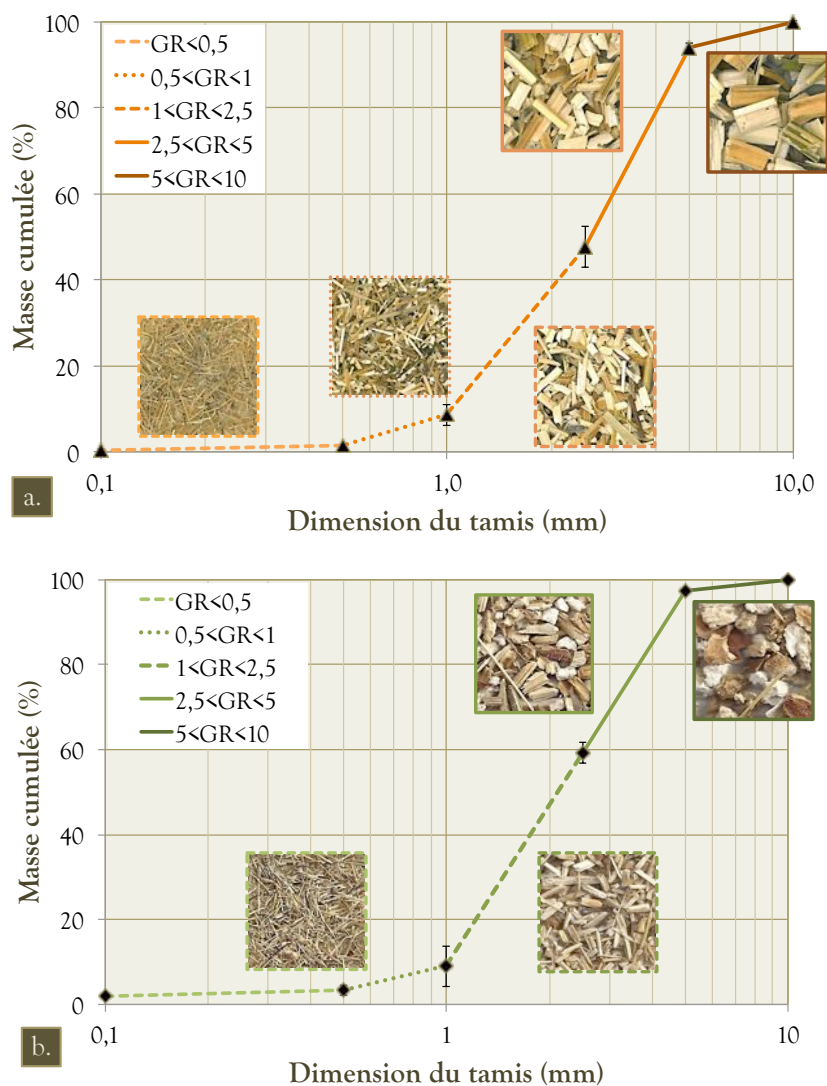 100
80
60
40
20
0
Masse cumulée (%)
GR<0,5
0,5<GR<1
1<GR<2,5
2,5<GR<5
5<GR<10
0,1
1,0
10,0
Dimension du tamis (mm)
a.
100
80
60
40
20
0
Masse cumulée (%)
GR<0,5
0,5<GR<1
1<GR<2,5
2,5<GR<5
5<GR<10
0,1
1
10
Dimension du tamis (mm)
b.